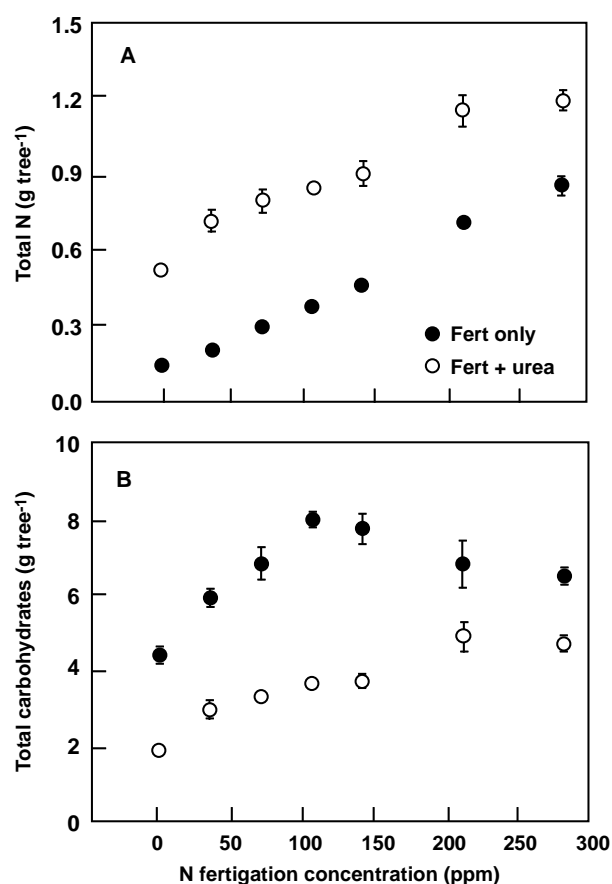 1.5
A
1.2
0.9
0.6
0.3
0.0
Total N (g tree-1)
Fert only
Fert + urea
10
B
8
6
4
2
0
Total carbohydrates (g tree-1)
0 50 100 150 200 250 300
N fertigation concentration (ppm)